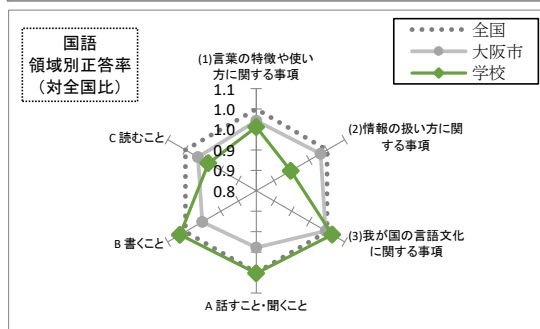 国語
領域別正答率
（対全国比）
全国
大阪市
学校
(1)言葉の特徴や使い
方に関する事項
1.1
1.0
1.0
0.9
0.9
0.8
(2)情報の扱い方に関
する事項
(3)我が国の言語文化
に関する事項
A 話すこと・聞くこと
B 書くこと
C 読むこと